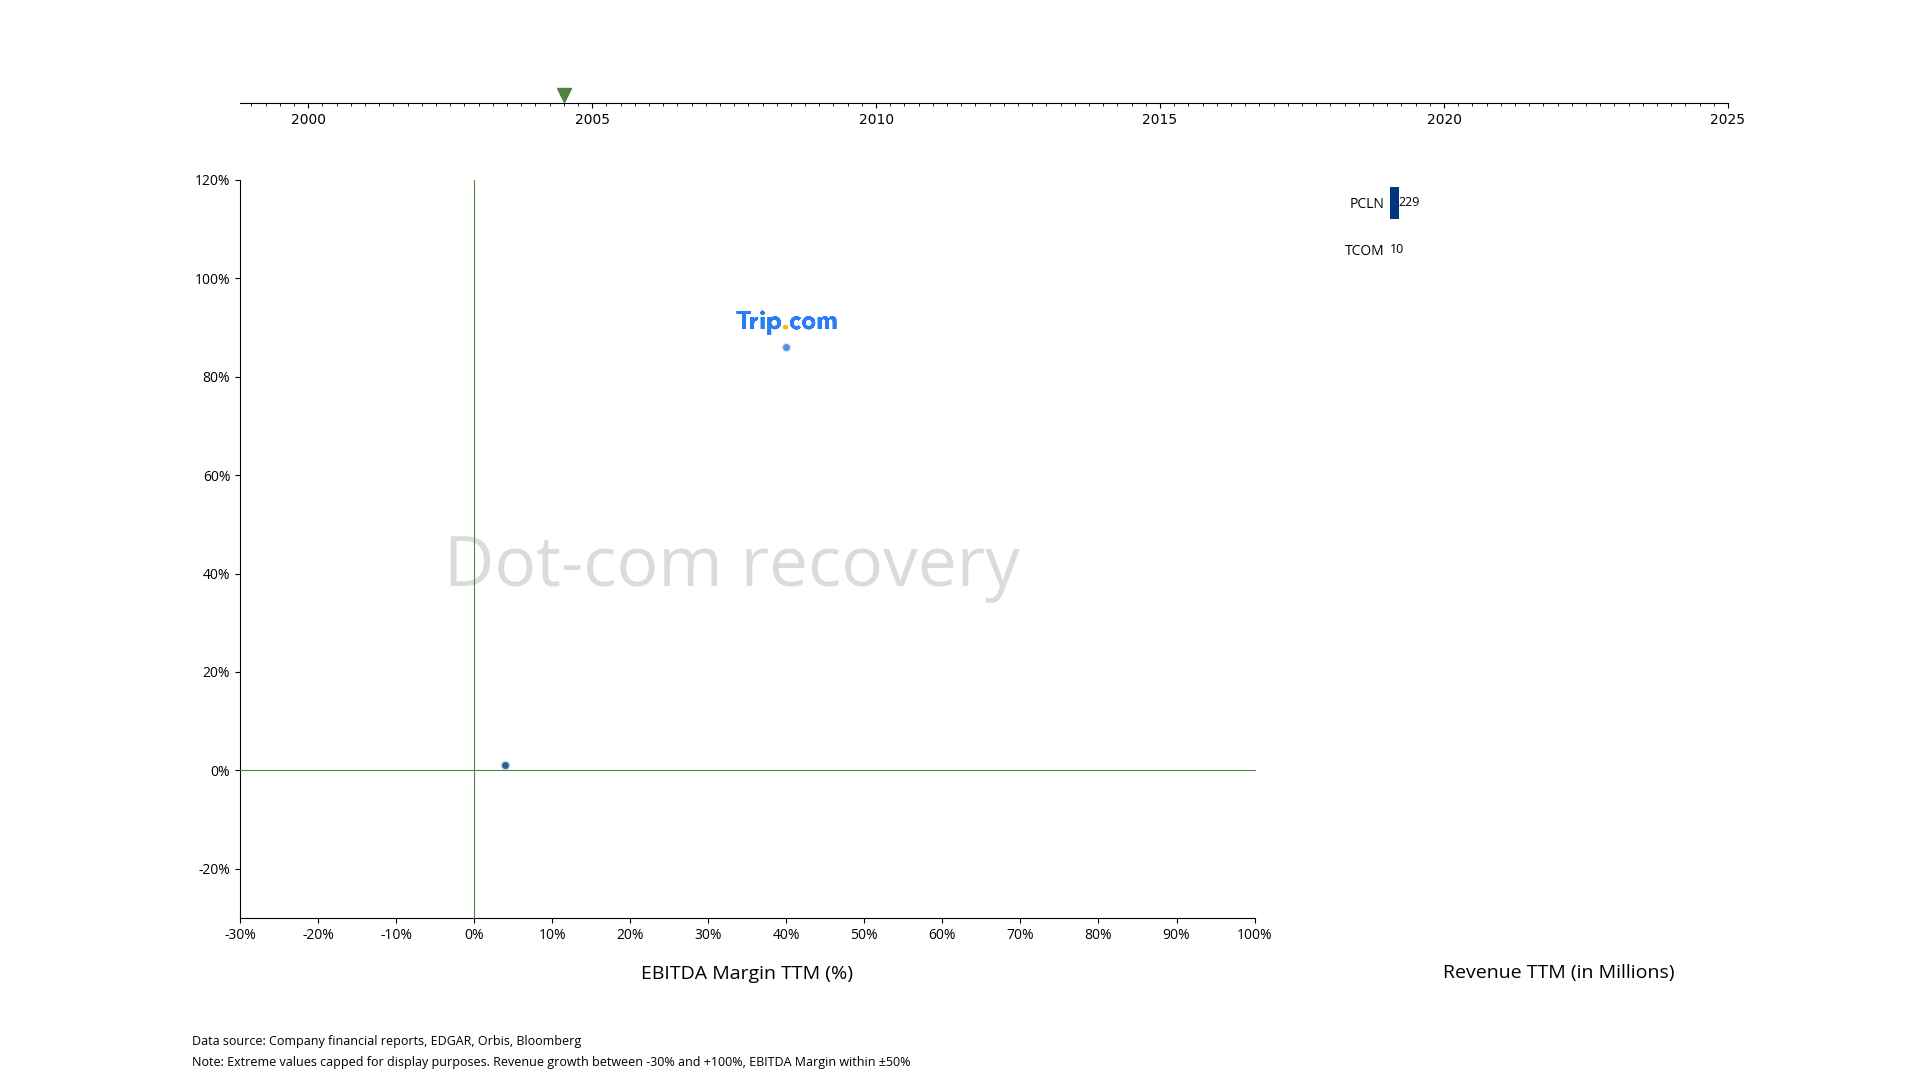 2000 2005 2010 2015 2020 2025
120%
100%
80%
60%
40%
20%
0%
-20%
PCLN 229
TCOM 10
Trip.com
Dot-com recovery
-30% -20% -10% 0% 10% 20% 30% 40% 50% 60% 70% 80% 90% 100%
EBITDA Margin TTM (%)
Revenue TTM (in Millions)
Data source: Company financial reports, EDGAR, Orbis, Bloomberg
Note: Extreme values capped for display purposes. Revenue growth between -30% and +100%, EBITDA Margin within ±50%